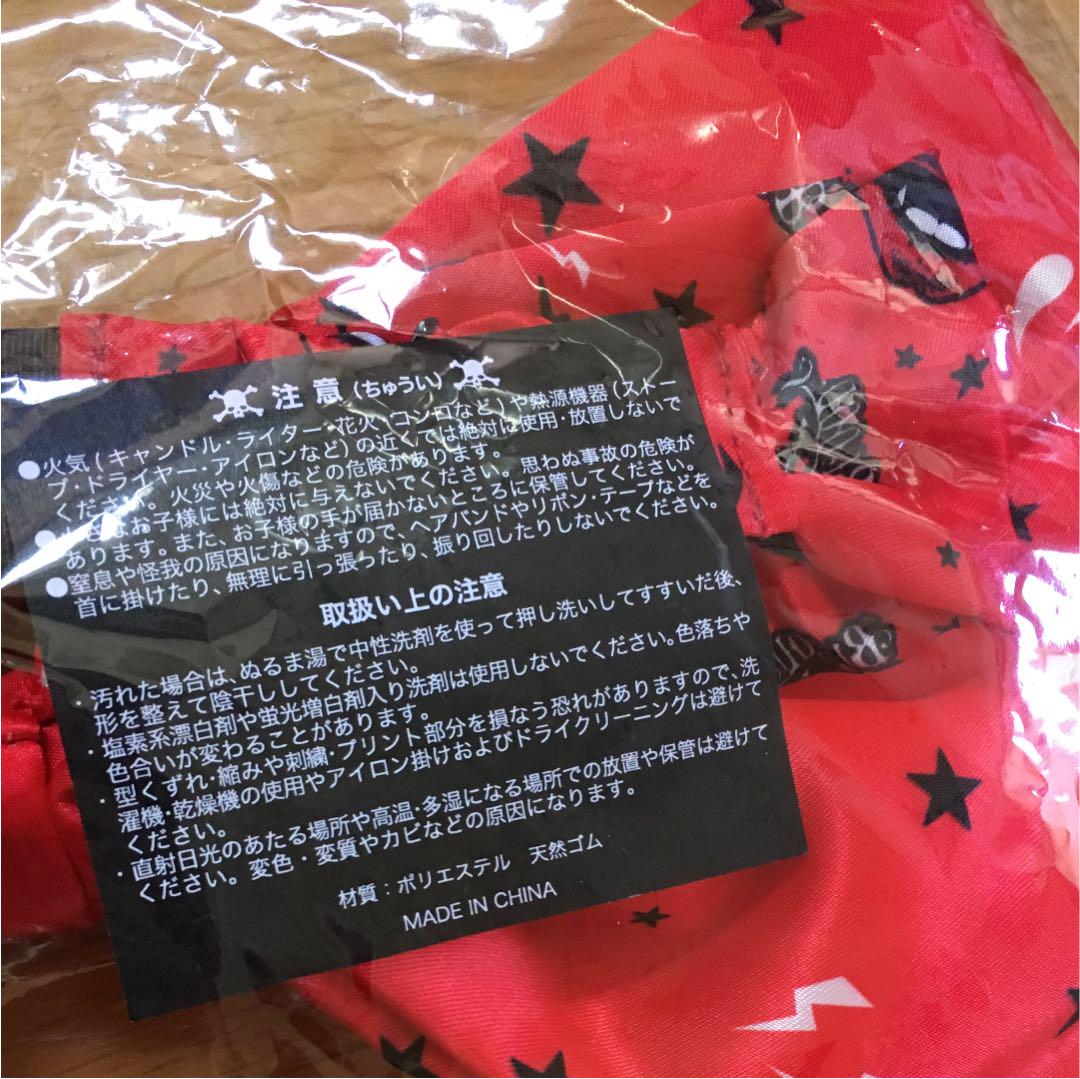 注意(ちゅうい)
●火気(キャンドル・ライター・花火・コンロなど)や熱源機器(ストー
ブ・ドライヤー・アイロンなど)の近くでは絶対に使用・放置しないで
ください。火災や火傷などの危険があります。
●小さなお子様には絶対に与えないでください。思わぬ事故の危険が
あります。また、お子様の手が届かないところに保管してください。
●窒息や怪我の原因になりますので、ヘアバンドやリボン・テープなどを
首に掛けたり、無理に引っ張ったり、振り回したりしないでください。
取扱い上の注意
・汚れた場合は、ぬるま湯で中性洗剤を使って押し洗いしてすすいだ後、
形を整えて陰干ししてください。
・塩素系漂白剤や蛍光増白剤入り洗剤は使用しないでください。色落ちや
色合いが変わることがあります。
・型くずれ・縮みや刺繍・プリント部分を損なう恐れがありますので、洗
濯機・乾燥機の使用やアイロン掛けおよびドライクリーニングは避けて
ください。
・直射日光のあたる場所や高温・多湿になる場所での放置や保管は避けて
ください。変色・変質やカビなどの原因になります。
材質：ポリエステル 天然ゴム
MADE IN CHINA